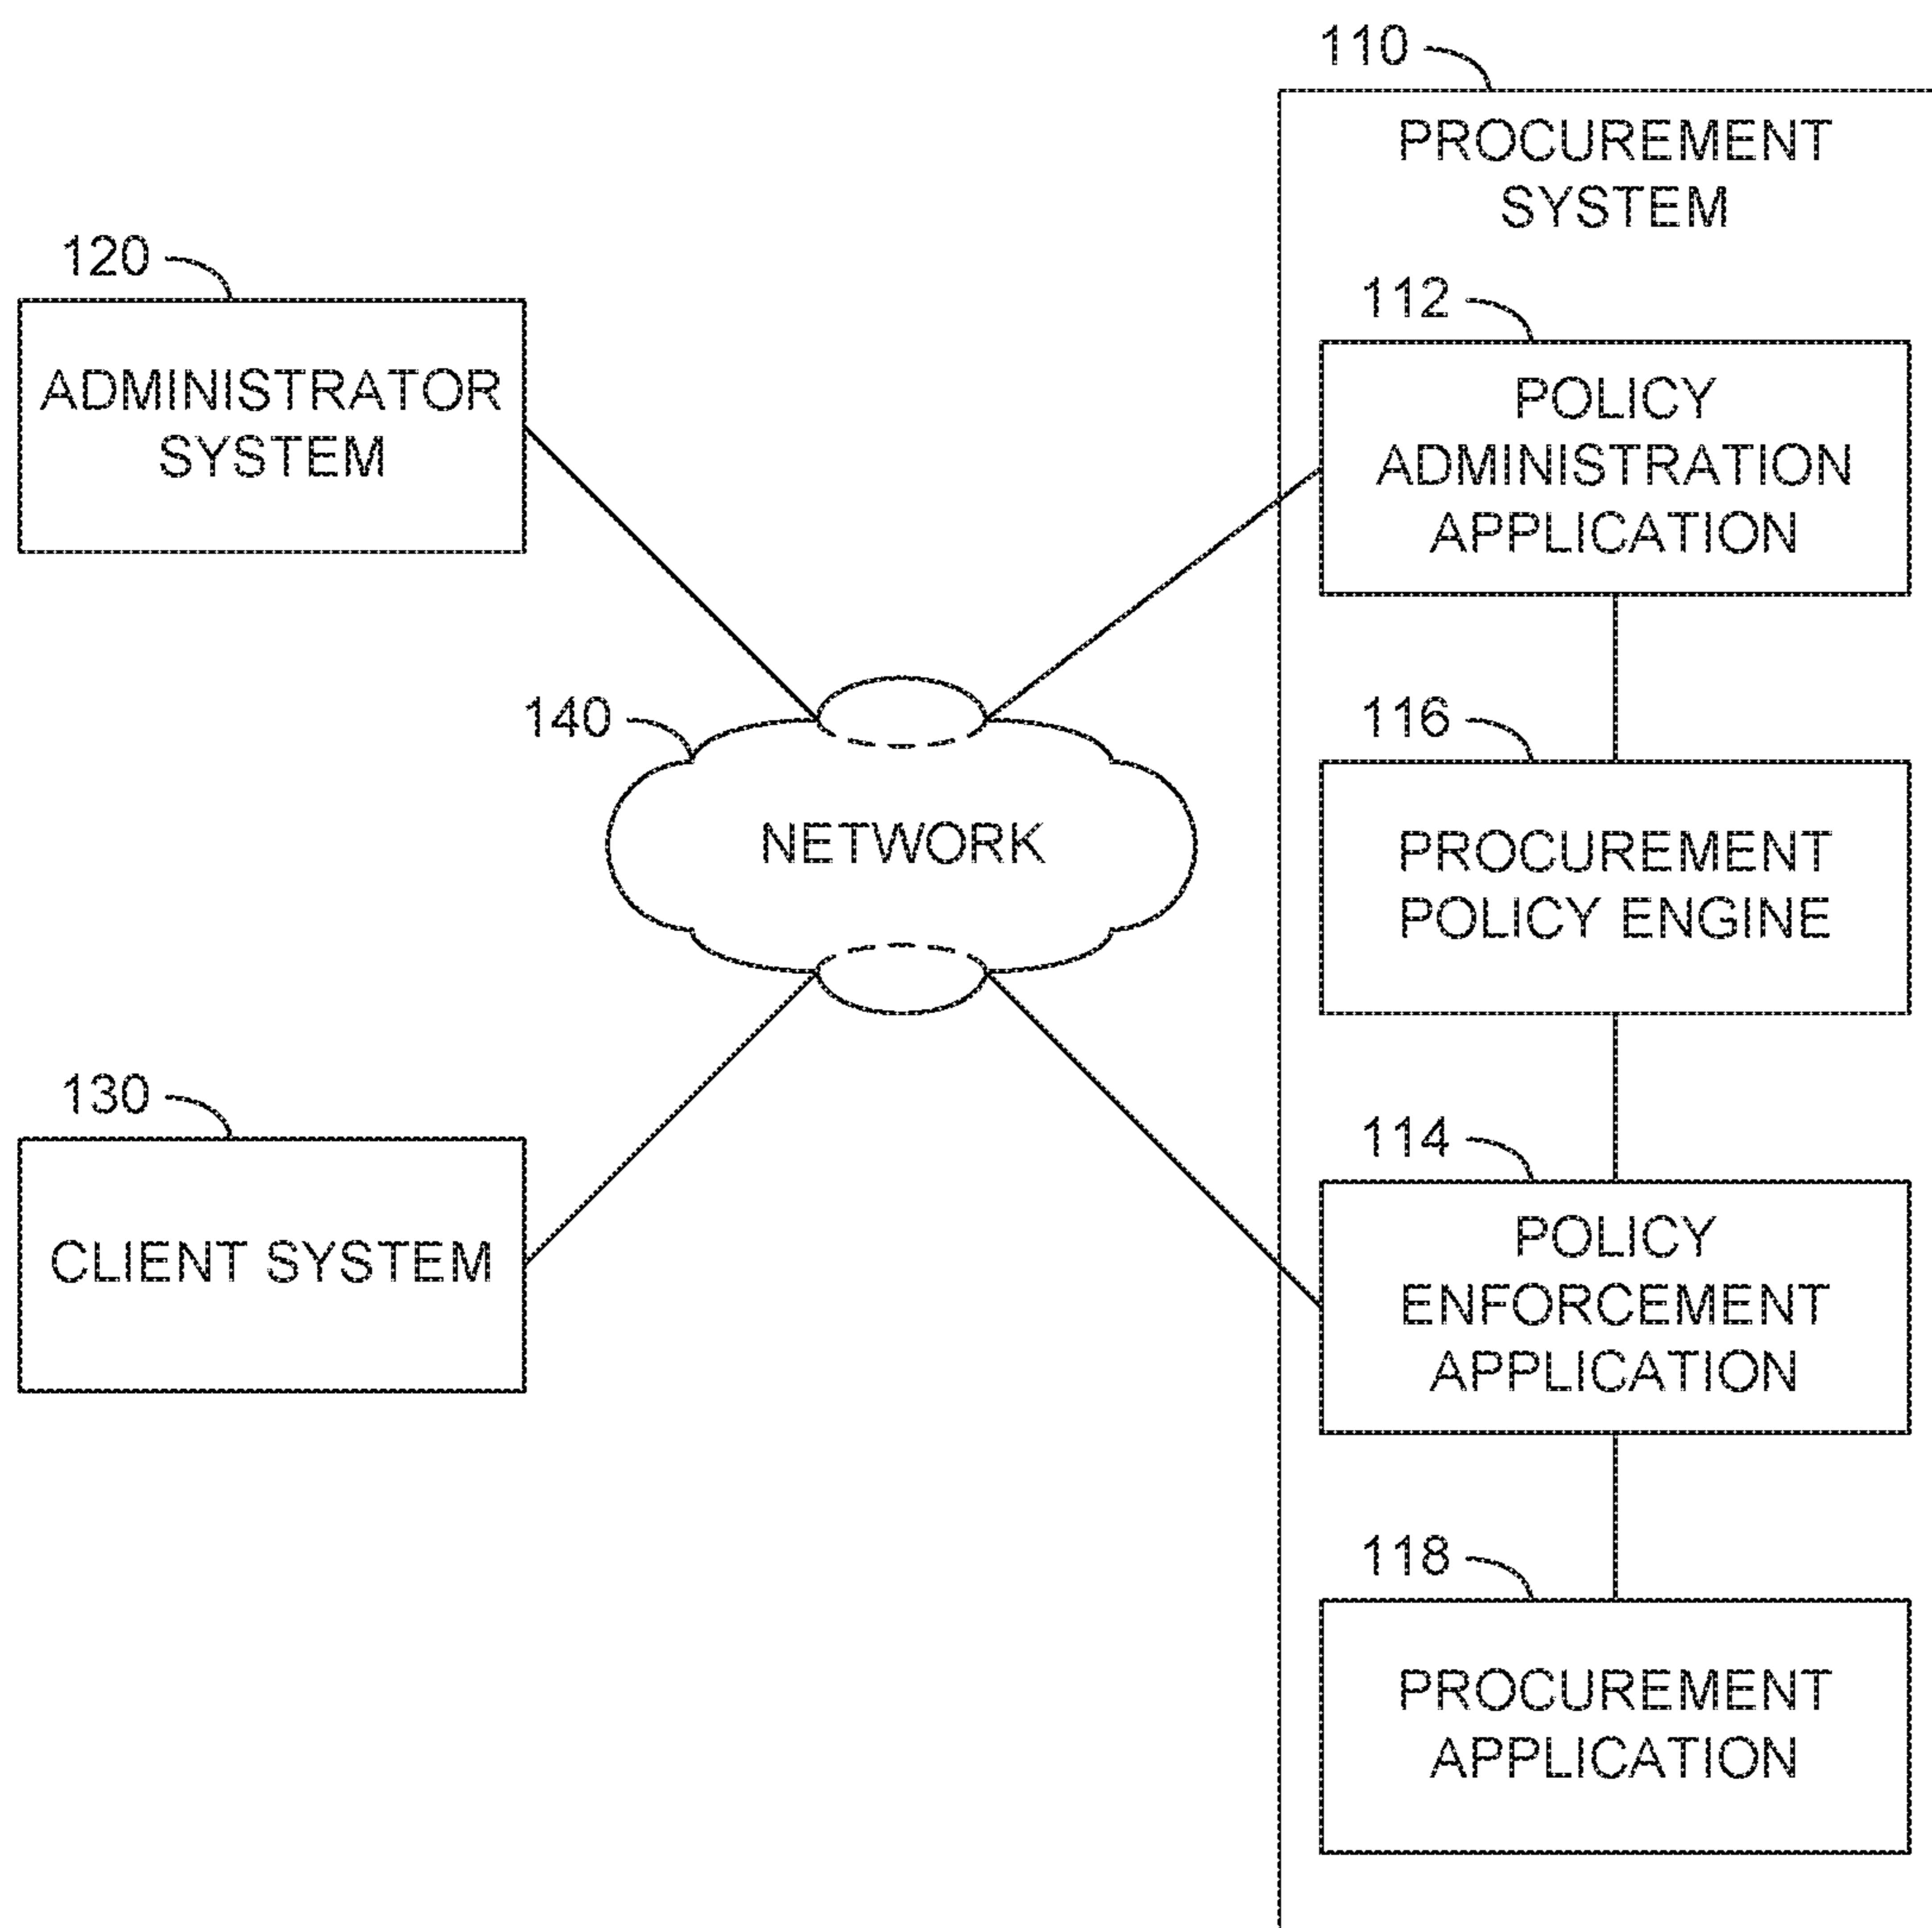 110
PROCUREMENT
SYSTEM
120
ADMINISTRATOR
SYSTEM
112
POLICY
ADMINISTRATION
APPLICATION
140
NETWORK
116
PROCUREMENT
POLICY ENGINE
130
CLIENT SYSTEM
114
POLICY
ENFORCEMENT
APPLICATION
118
PROCUREMENT
APPLICATION